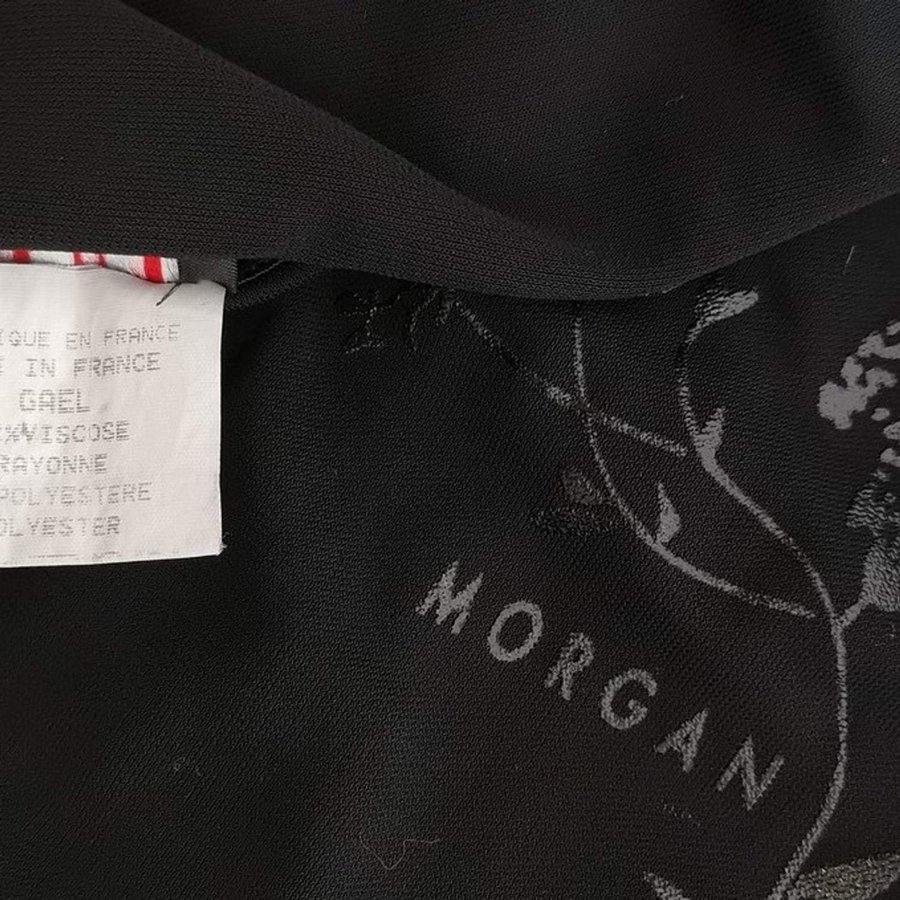 IQUE EN FRANCE
IN FRANCE
GAEL
VISCOSE
RAYONNE
POLYESTERE
OLYESTER
MORGAN